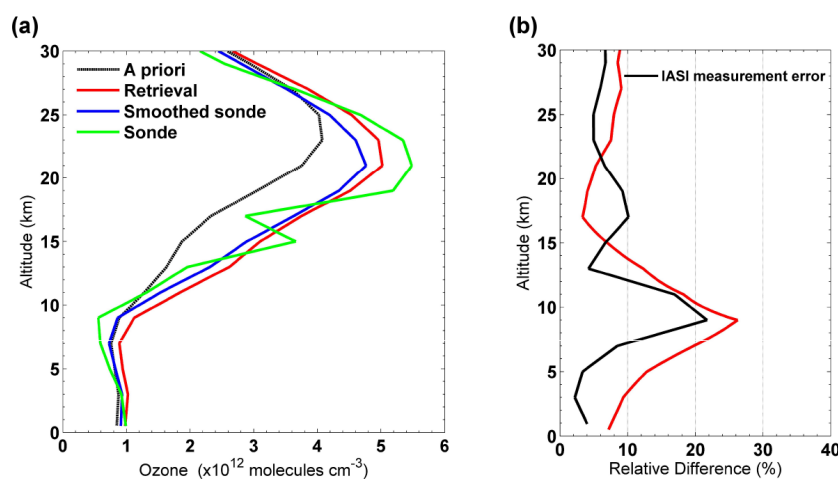 (a)
30
25
20
15
10
5
0
Altitude (km)
A priori
Retrieval
Smoothed sonde
Sonde
0 1 2 3 4 5 6
Ozone (x10¹² molecules cm⁻³)
(b)
30
25
20
15
10
5
0
Altitude (km)
IASI measurement error
0 10 20 30 40
Relative Difference (%)